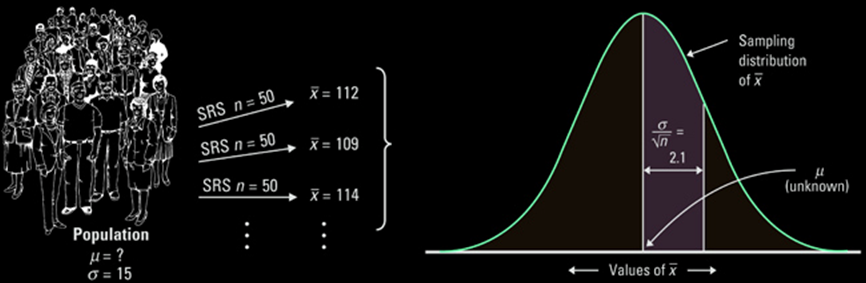 SRS n = 50
x̄ = 112
SRS n = 50
x̄ = 109
SRS n = 50
x̄ = 114
Population
μ = ?
σ = 15
Sampling
distribution
of x̄
σ
√n =
2.1
μ
(unknown)
Values of x̄